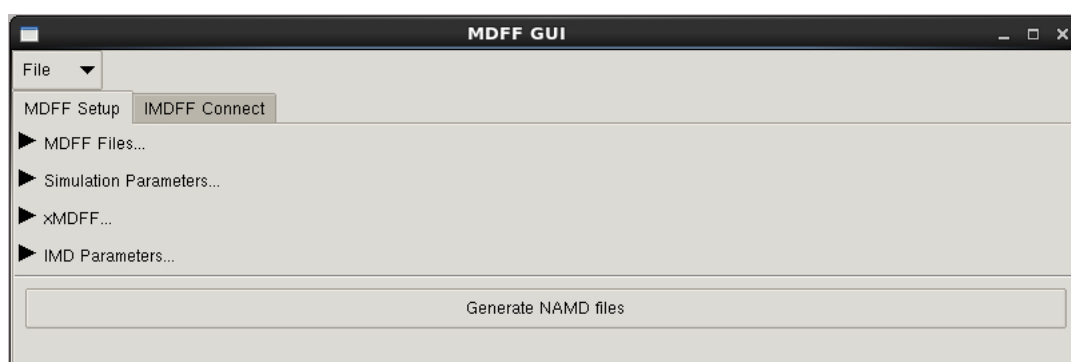 MDFF GUI
File
MDFF Setup IMDFF Connect
MDFF Files...
Simulation Parameters...
xMDFF...
IMD Parameters...
Generate NAMD files